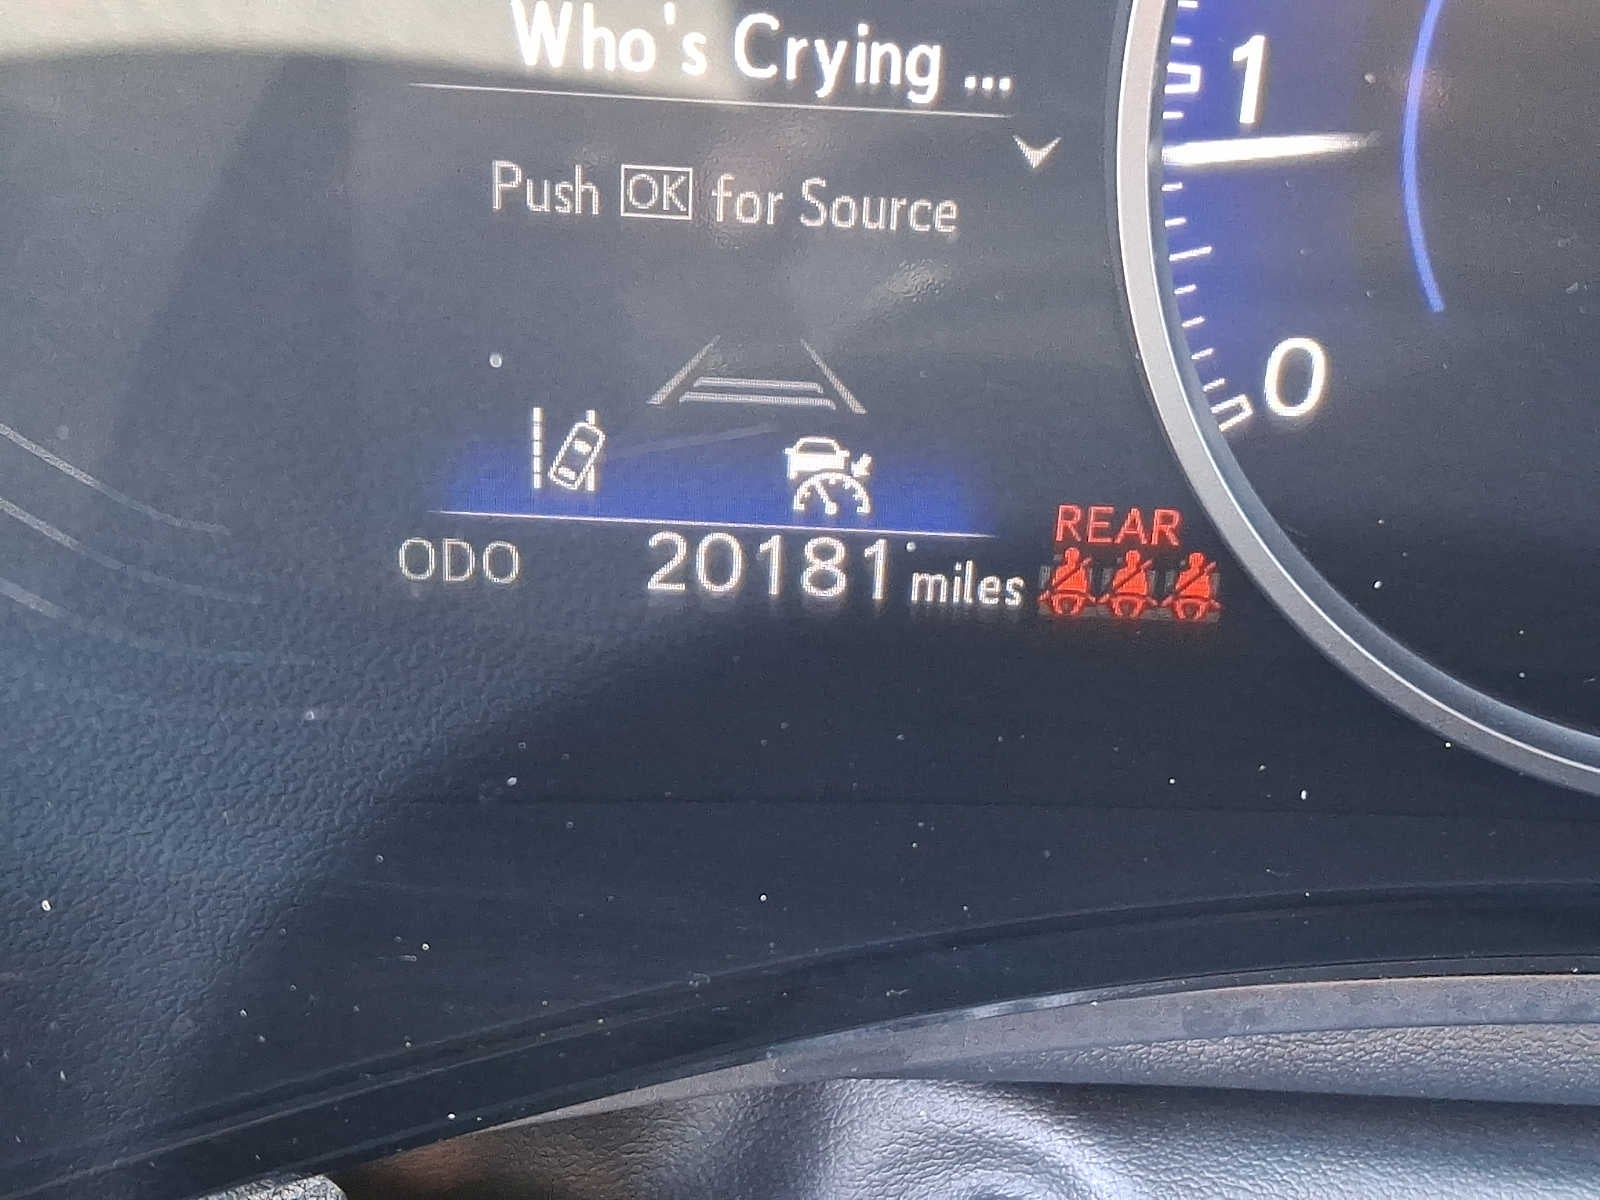 Who's Crying ...
Push OK for Source
1
0
ODO 20181 miles
REAR